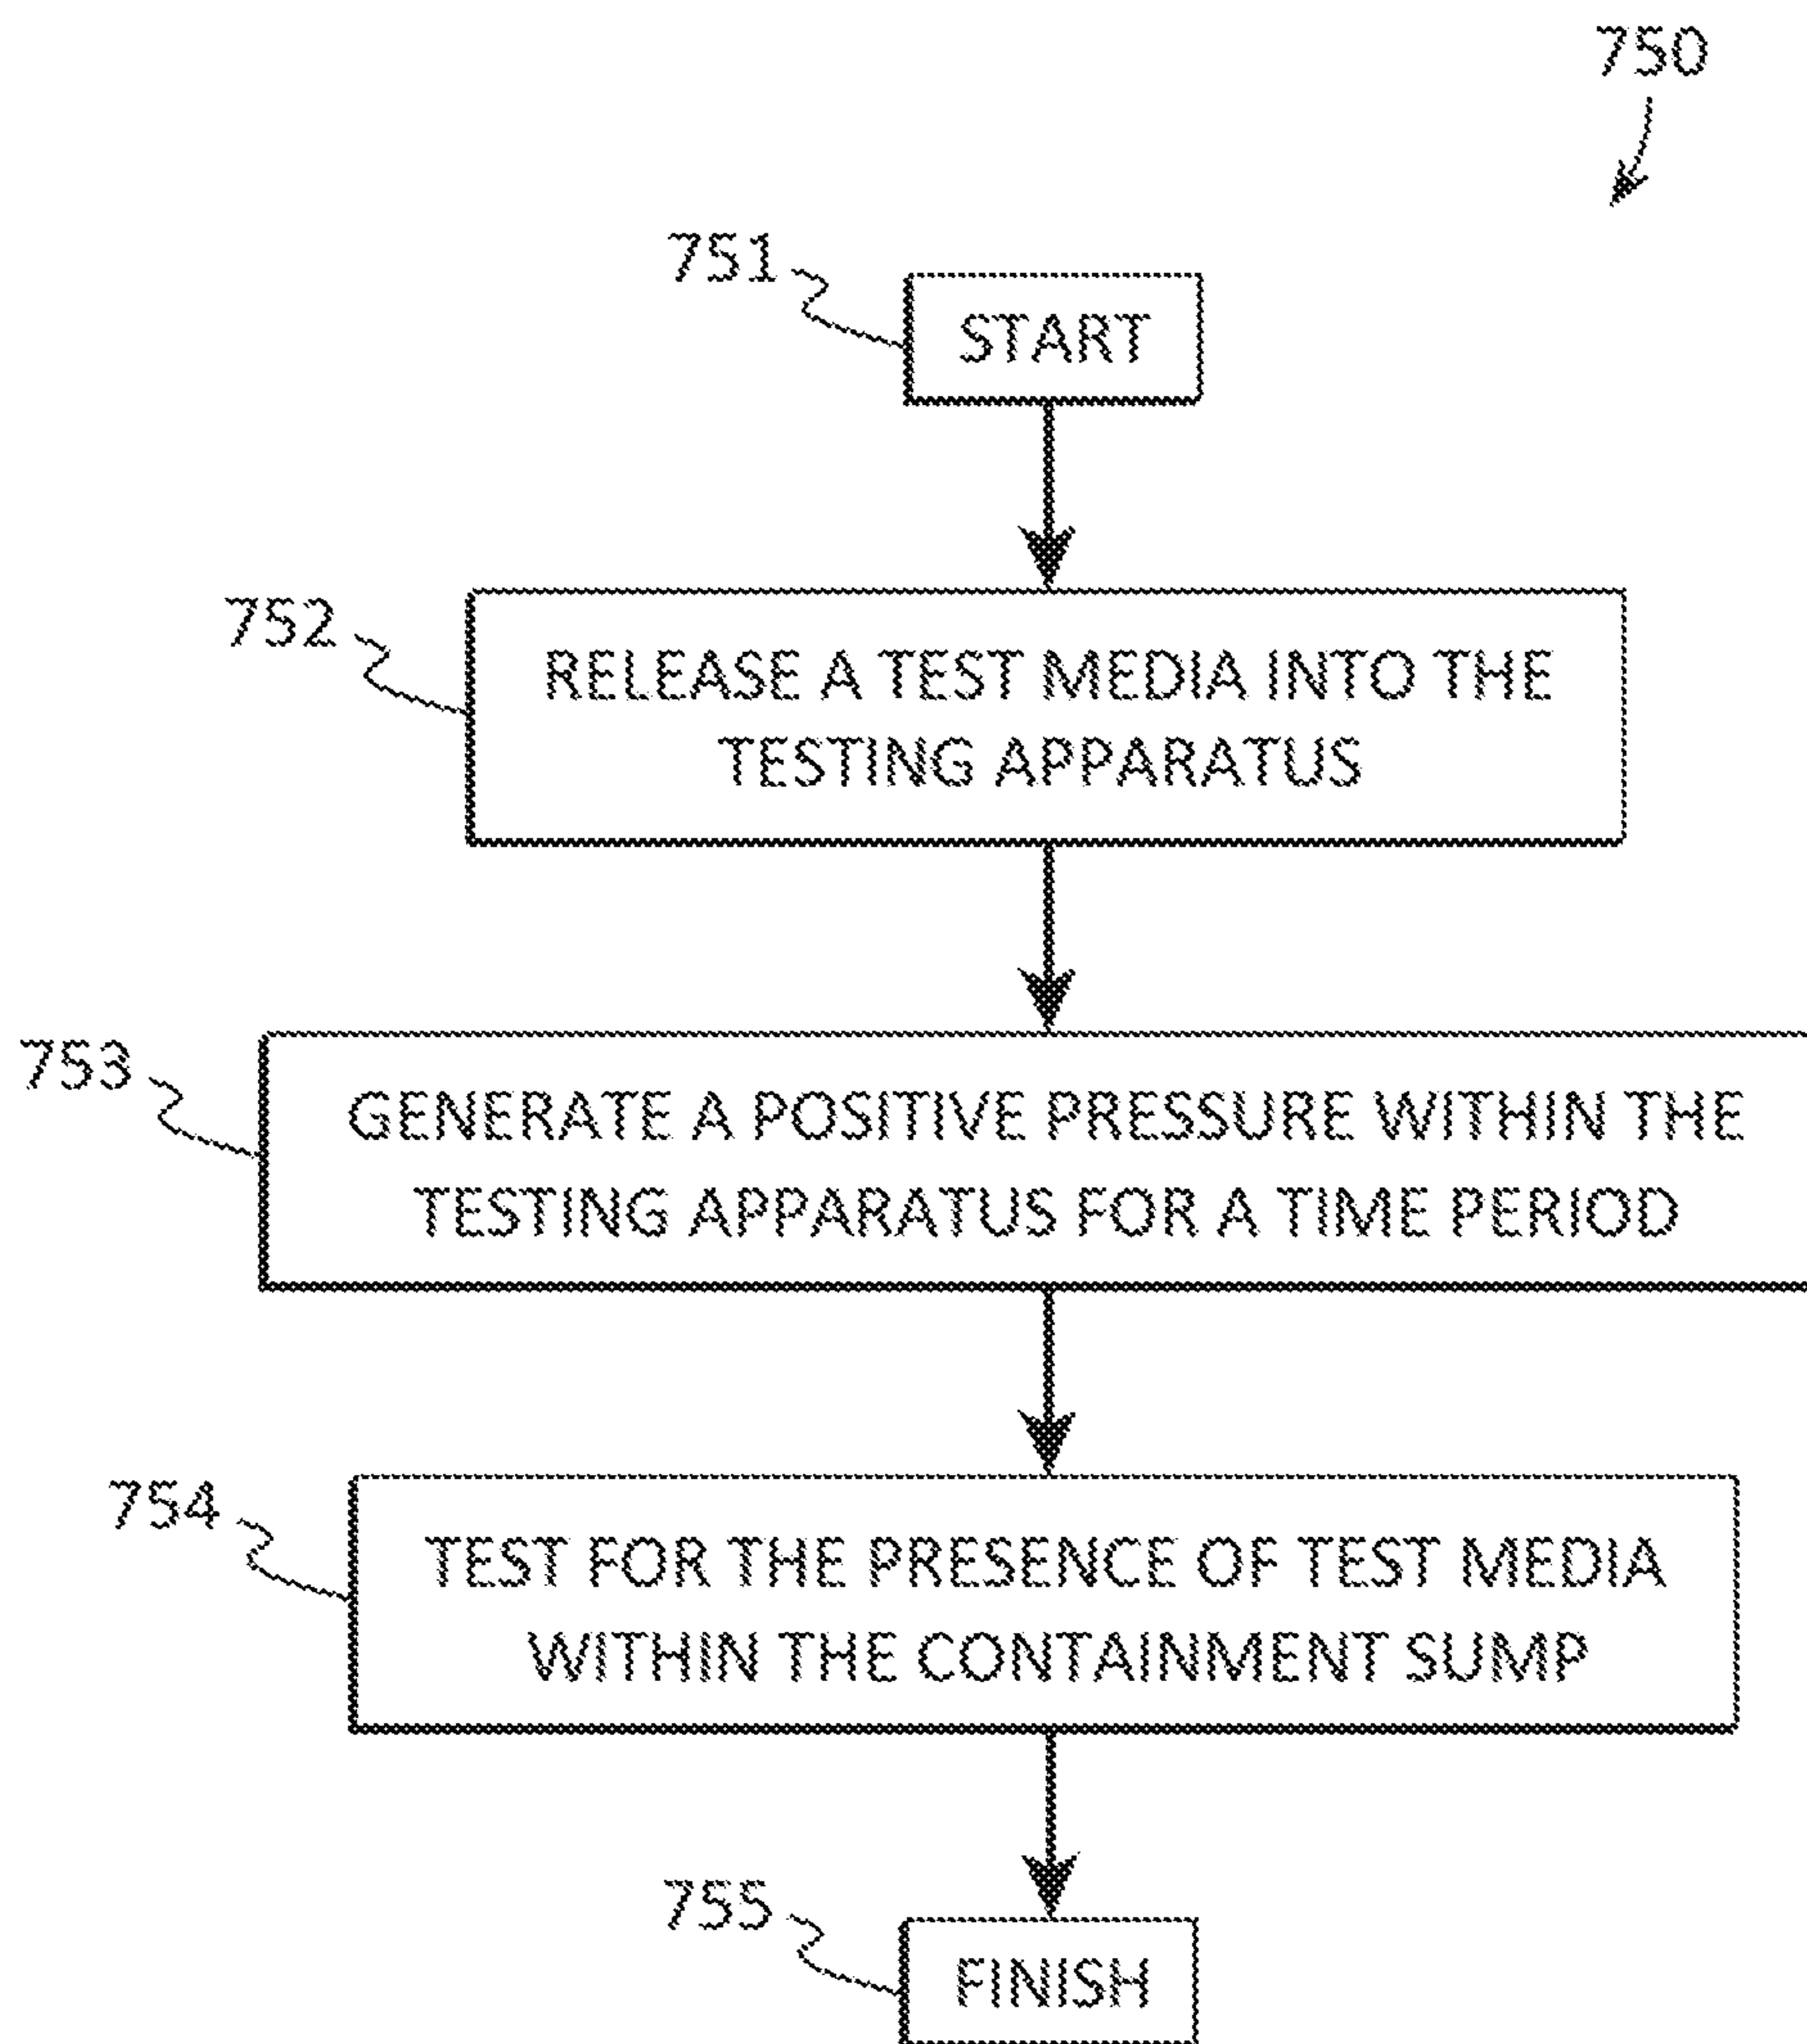 750
751
START
752
RELEASE A TEST MEDIA INTO THE
TESTING APPARATUS
753
GENERATE A POSITIVE PRESSURE WITHIN THE
TESTING APPARATUS FOR A TIME PERIOD
754
TEST FOR THE PRESENCE OF TEST MEDIA
WITHIN THE CONTAINMENT SUMP
755
FINISH